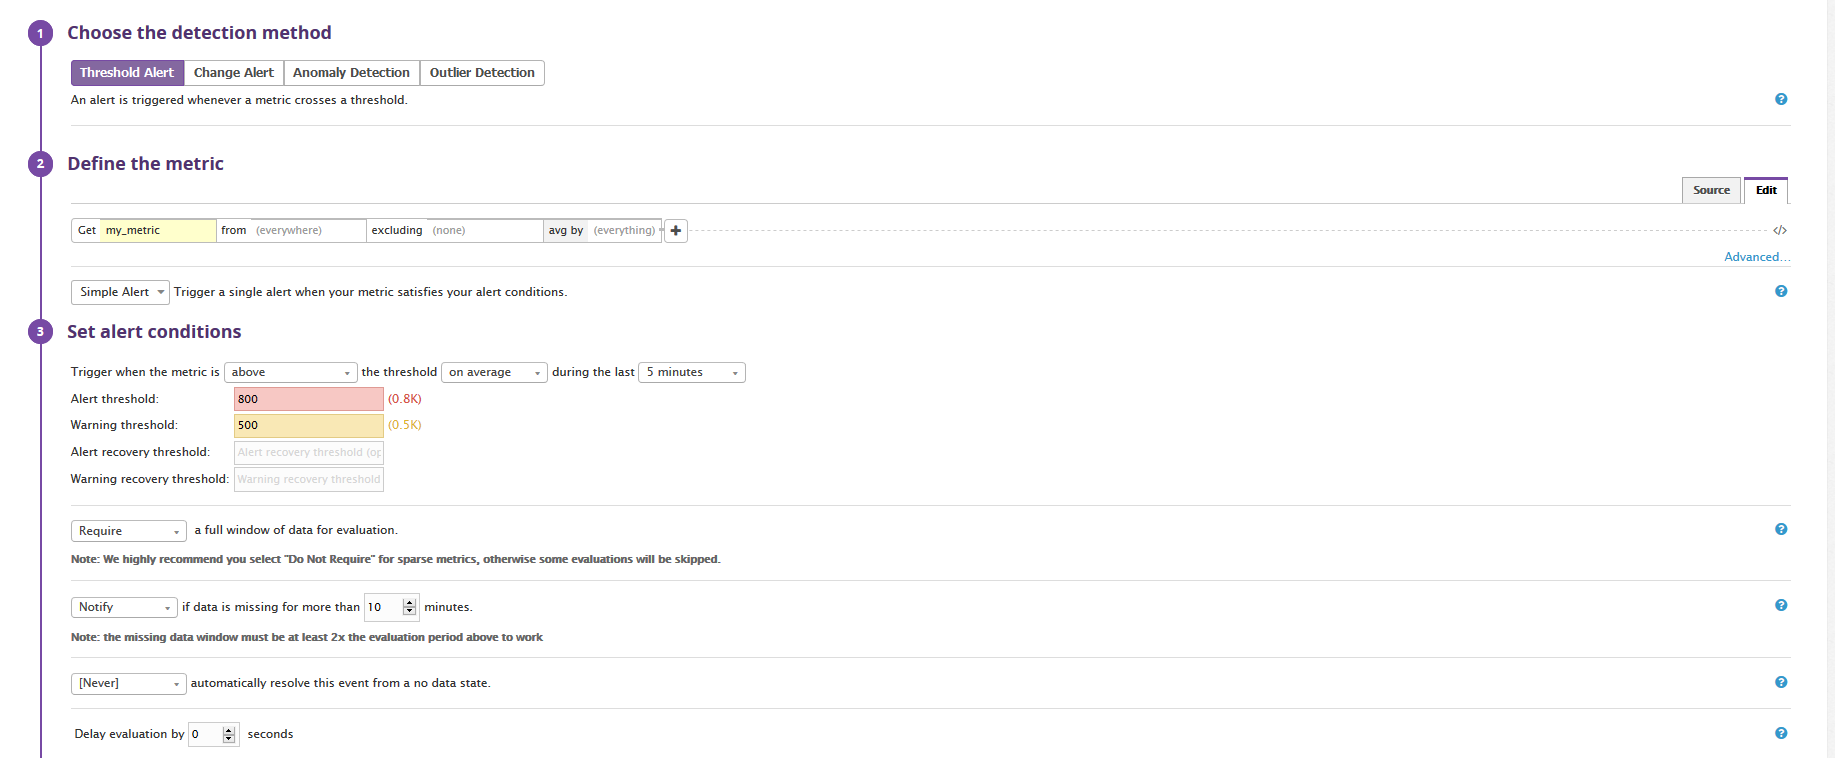 1 Choose the detection method
Threshold Alert Change Alert Anomaly Detection Outlier Detection
An alert is triggered whenever a metric crosses a threshold. ?
2 Define the metric
Source Edit
Get my_metric from (everywhere) excluding (none) avg by (everything) + </>
Advanced...
Simple Alert Trigger a single alert when your metric satisfies your alert conditions. ?
3 Set alert conditions
Trigger when the metric is above the threshold on average during the last 5 minutes
Alert threshold: 800 (0.8K)
Warning threshold: 500 (0.5K)
Alert recovery threshold: Alert recovery threshold (op
Warning recovery threshold: Warning recovery threshold
Require a full window of data for evaluation. ?
Note: We highly recommend you select "Do Not Require" for sparse metrics, otherwise some evaluations will be skipped.
Notify if data is missing for more than 10 minutes. ?
Note: the missing data window must be at least 2x the evaluation period above to work
[Never] automatically resolve this event from a no data state. ?
Delay evaluation by 0 seconds ?